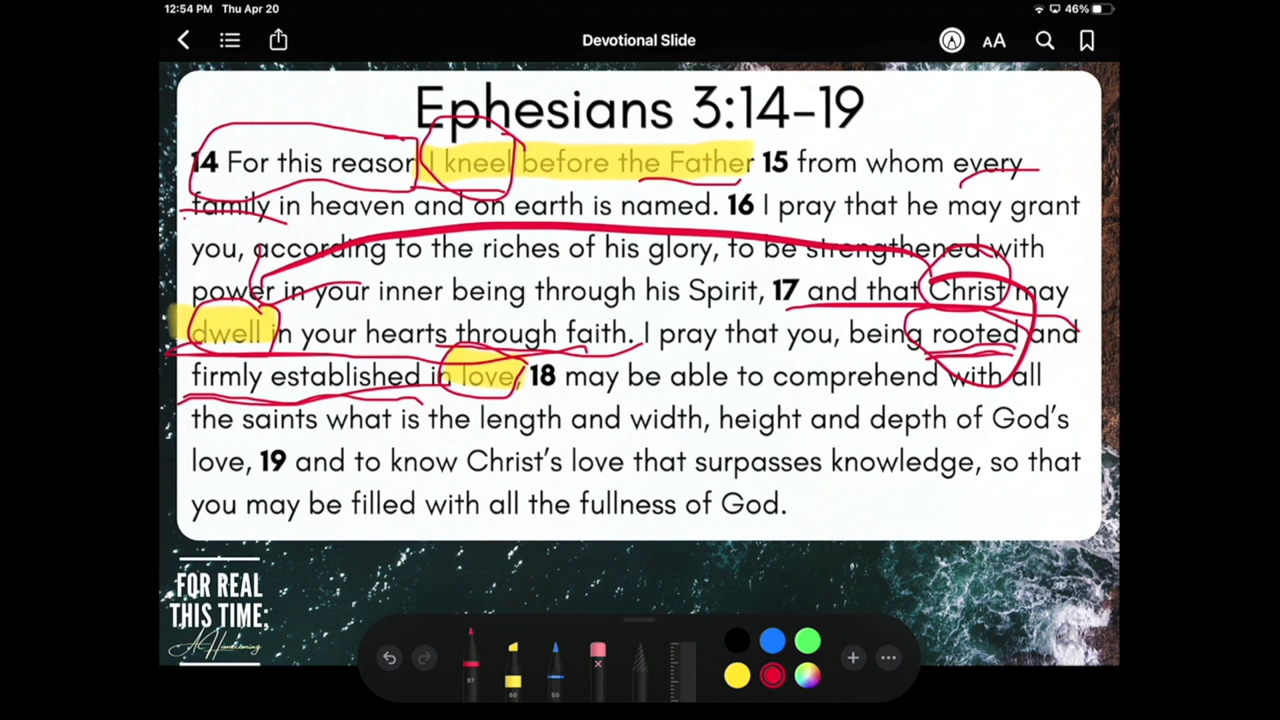 12:54 PM Thu Apr 20
46%
Devotional Slide
AA
Ephesians 3:14-19
14 For this reason I kneel before the Father 15 from whom every
family in heaven and on earth is named. 16 I pray that he may grant
you, according to the riches of his glory, to be strengthened with
power in your inner being through his Spirit, 17 and that Christ may
dwell in your hearts through faith. I pray that you, being rooted and
firmly established in love, 18 may be able to comprehend with all
the saints what is the length and width, height and depth of God's
love, 19 and to know Christ's love that surpasses knowledge, so that
you may be filled with all the fullness of God.
FOR REAL
THIS TIME;
A Homecoming
97
80
50